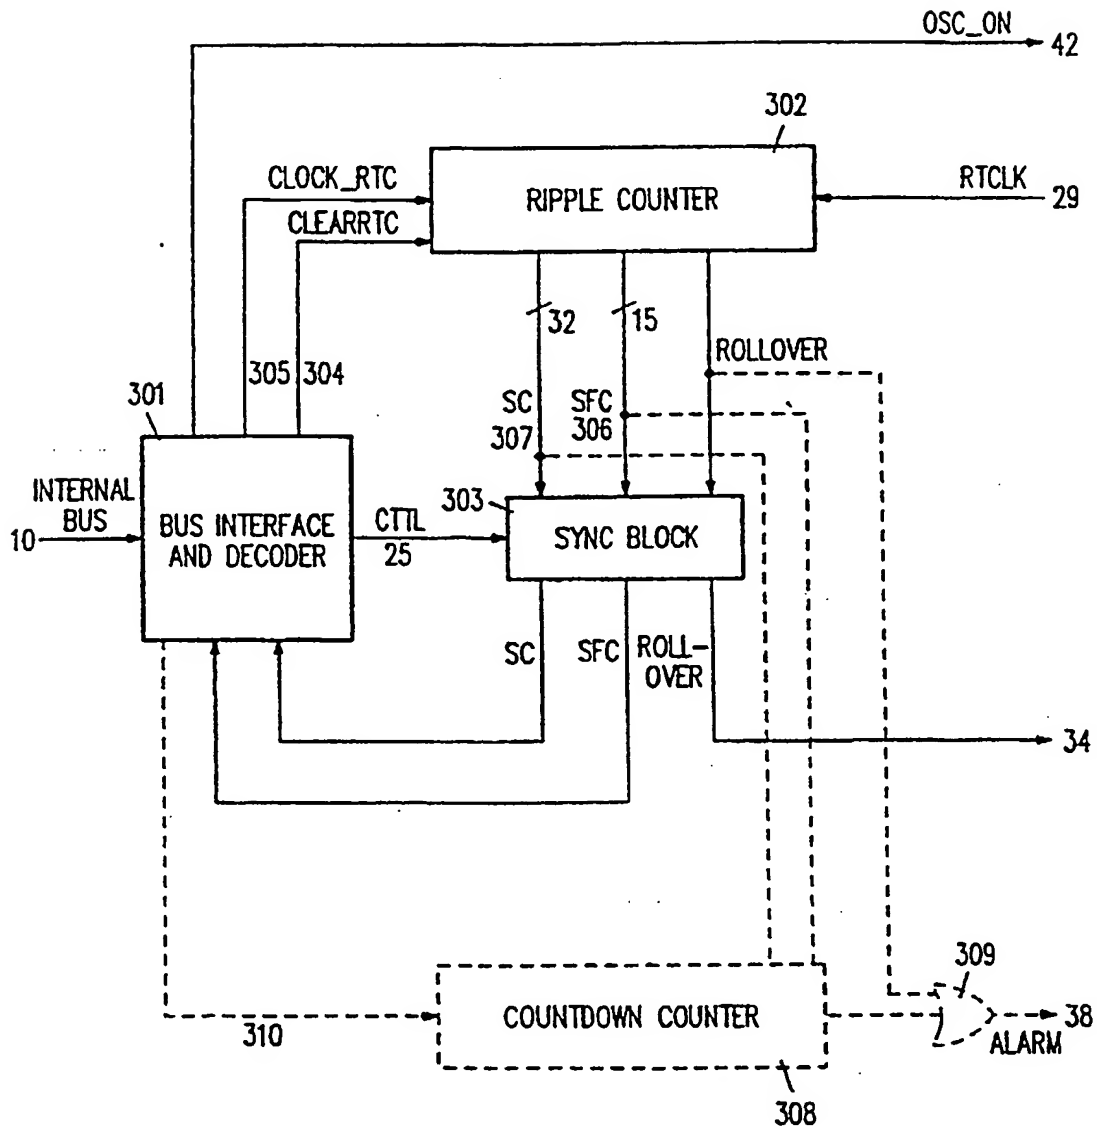 OSC_ON
42
302
CLOCK_RTC
RIPPLE COUNTER
RTCLK
29
CLEARRTC
32
15
ROLLOVER
305
304
301
SC
307
SFC
306
INTERNAL
BUS
10
BUS INTERFACE
AND DECODER
CTTL
25
303
SYNC BLOCK
SC
SFC
ROLL-
OVER
34
309
310
COUNTDOWN COUNTER
38
ALARM
308